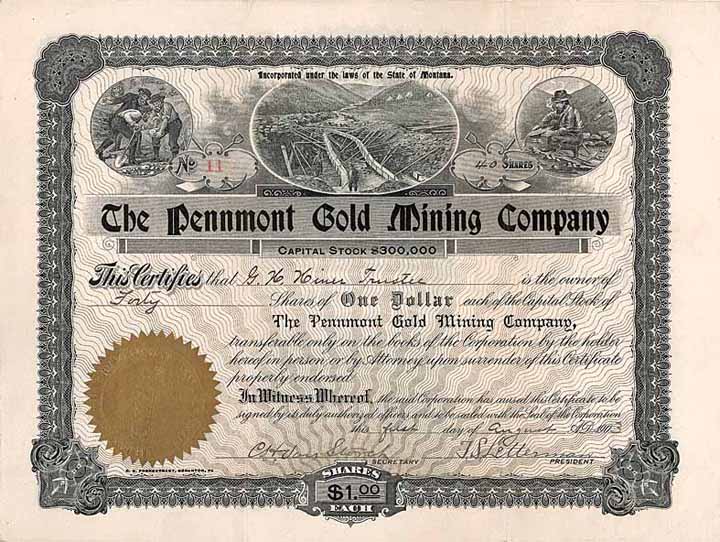 Incorporated under the laws of the State of Montana.
No 11
40 SHARES
The Pennmont Gold Mining Company
CAPITAL STOCK $300,000
This Certifies that G. H. Hiner Trustee is the owner of
Forty Shares of One Dollar each of the Capital Stock of
The Pennmont Gold Mining Company,
transferable only on the books of the Corporation by the holder
hereof in person or by Attorney upon surrender of this Certificate
properly endorsed.
In Witness Whereof, the said Corporation has caused this Certificate to be
signed by its duly authorized officers and to be sealed with the Seal of the Corporation
this first day of August A.D. 1903
SECRETARY
PRESIDENT
SHARES
$1.00
EACH